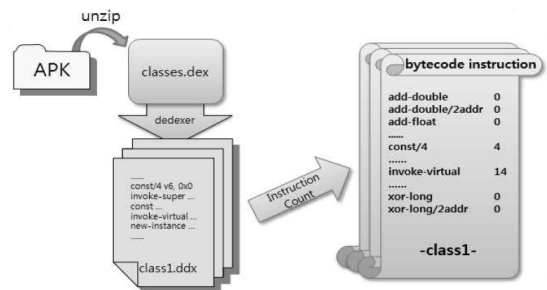 unzip
APK
classes.dex
dedexer
......
const/4 v6, 0x0
invoke-super ...
const ...
invoke-virtual ...
new-instance ...
......
class1.ddx
Instruction
Count
bytecode instruction
add-double 0
add-double/2addr 0
add-float 0
......
const/4 4
......
invoke-virtual 14
......
xor-long 0
xor-long/2addr 0
-class1-